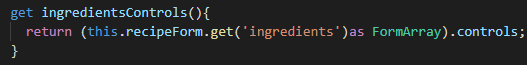 get ingredientsControls(){
return (this.recipeForm.get('ingredients')as FormArray).controls;
}